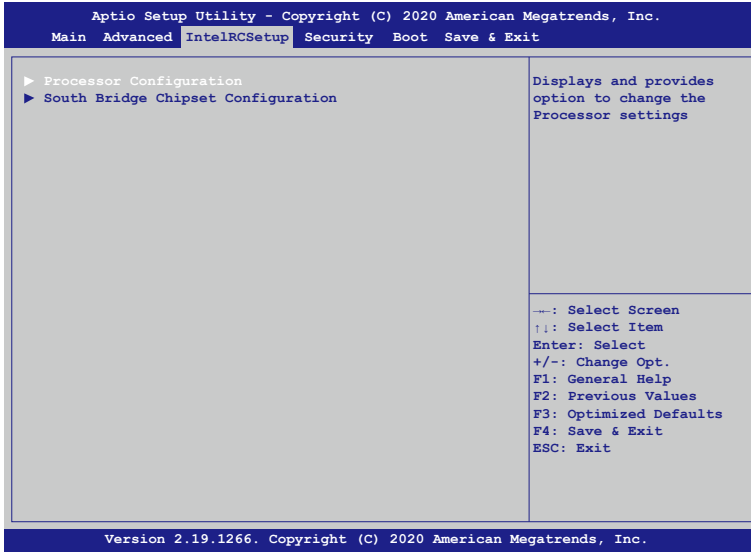 Aptio Setup Utility - Copyright (C) 2020 American Megatrends, Inc.
Main Advanced IntelRCSetup Security Boot Save & Exit
▶ Processor Configuration
▶ South Bridge Chipset Configuration
Displays and provides
option to change the
Processor settings
→←: Select Screen
↑↓: Select Item
Enter: Select
+/-: Change Opt.
F1: General Help
F2: Previous Values
F3: Optimized Defaults
F4: Save & Exit
ESC: Exit
Version 2.19.1266. Copyright (C) 2020 American Megatrends, Inc.